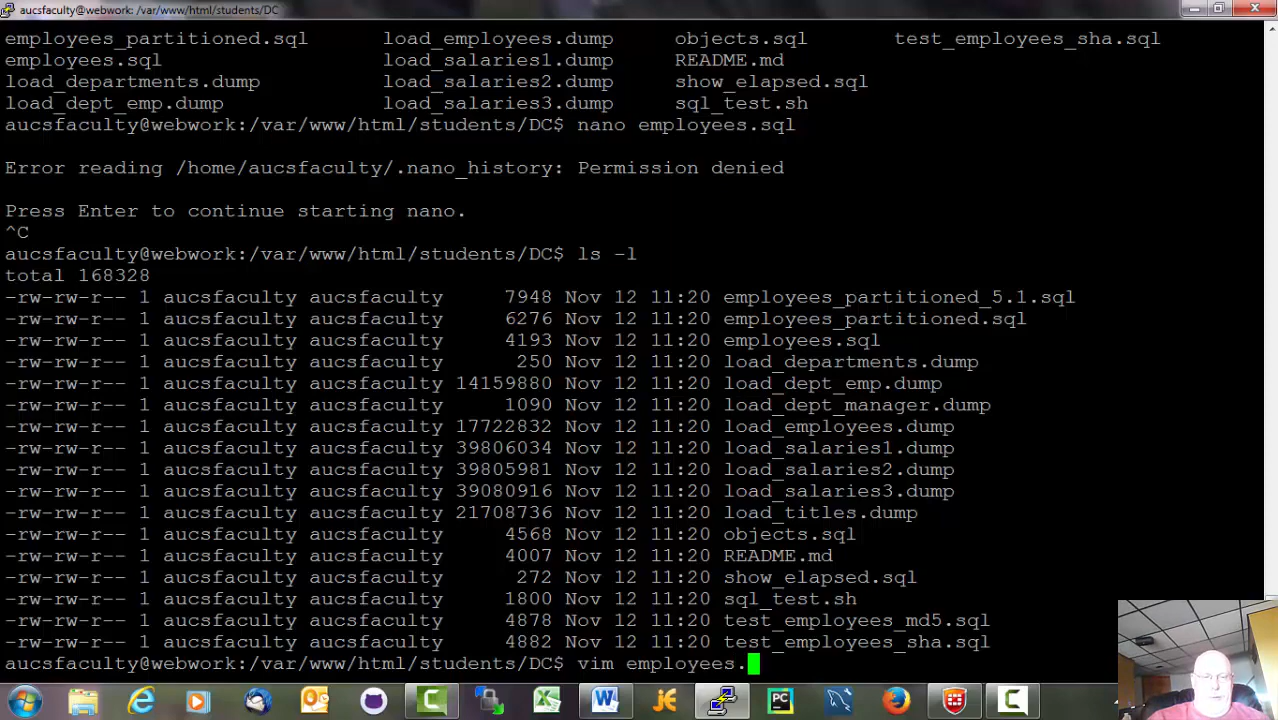 aucsfaculty@webwork: /var/www/html/students/DC
employees_partitioned.sql load_employees.dump objects.sql test_employees_sha.sql
employees.sql load_salaries1.dump README.md
load_departments.dump load_salaries2.dump show_elapsed.sql
load_dept_emp.dump load_salaries3.dump sql_test.sh
aucsfaculty@webwork:/var/www/html/students/DC$ nano employees.sql
Error reading /home/aucsfaculty/.nano_history: Permission denied
Press Enter to continue starting nano.
^C
aucsfaculty@webwork:/var/www/html/students/DC$ ls -l
total 168328
-rw-rw-r-- 1 aucsfaculty aucsfaculty 7948 Nov 12 11:20 employees_partitioned_5.1.sql
-rw-rw-r-- 1 aucsfaculty aucsfaculty 6276 Nov 12 11:20 employees_partitioned.sql
-rw-rw-r-- 1 aucsfaculty aucsfaculty 4193 Nov 12 11:20 employees.sql
-rw-rw-r-- 1 aucsfaculty aucsfaculty 250 Nov 12 11:20 load_departments.dump
-rw-rw-r-- 1 aucsfaculty aucsfaculty 14159880 Nov 12 11:20 load_dept_emp.dump
-rw-rw-r-- 1 aucsfaculty aucsfaculty 1090 Nov 12 11:20 load_dept_manager.dump
-rw-rw-r-- 1 aucsfaculty aucsfaculty 17722832 Nov 12 11:20 load_employees.dump
-rw-rw-r-- 1 aucsfaculty aucsfaculty 39806034 Nov 12 11:20 load_salaries1.dump
-rw-rw-r-- 1 aucsfaculty aucsfaculty 39805981 Nov 12 11:20 load_salaries2.dump
-rw-rw-r-- 1 aucsfaculty aucsfaculty 39080916 Nov 12 11:20 load_salaries3.dump
-rw-rw-r-- 1 aucsfaculty aucsfaculty 21708736 Nov 12 11:20 load_titles.dump
-rw-rw-r-- 1 aucsfaculty aucsfaculty 4568 Nov 12 11:20 objects.sql
-rw-rw-r-- 1 aucsfaculty aucsfaculty 4007 Nov 12 11:20 README.md
-rw-rw-r-- 1 aucsfaculty aucsfaculty 272 Nov 12 11:20 show_elapsed.sql
-rw-rw-r-- 1 aucsfaculty aucsfaculty 1800 Nov 12 11:20 sql_test.sh
-rw-rw-r-- 1 aucsfaculty aucsfaculty 4878 Nov 12 11:20 test_employees_md5.sql
-rw-rw-r-- 1 aucsfaculty aucsfaculty 4882 Nov 12 11:20 test_employees_sha.sql
aucsfaculty@webwork:/var/www/html/students/DC$ vim employees.